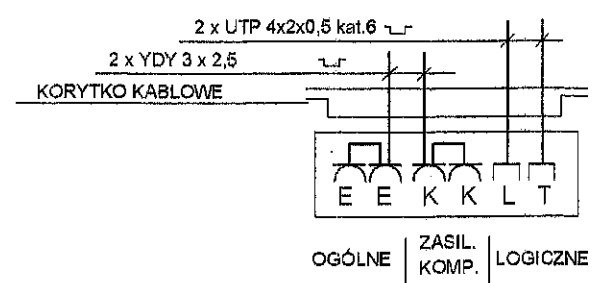 2 x UTP 4x2x0,5 kat.6
2 x YDY 3 x 2,5
KORYTKO KABLOWE
E E K K L T
OGÓLNE ZASIL. KOMP. LOGICZNE